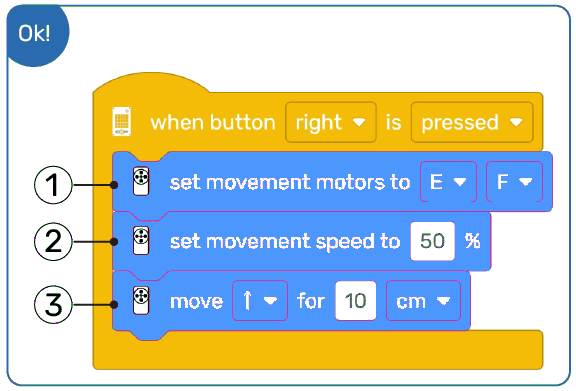 Ok!
when button right is pressed
1 set movement motors to E F
2 set movement speed to 50 %
3 move ↑ for 10 cm